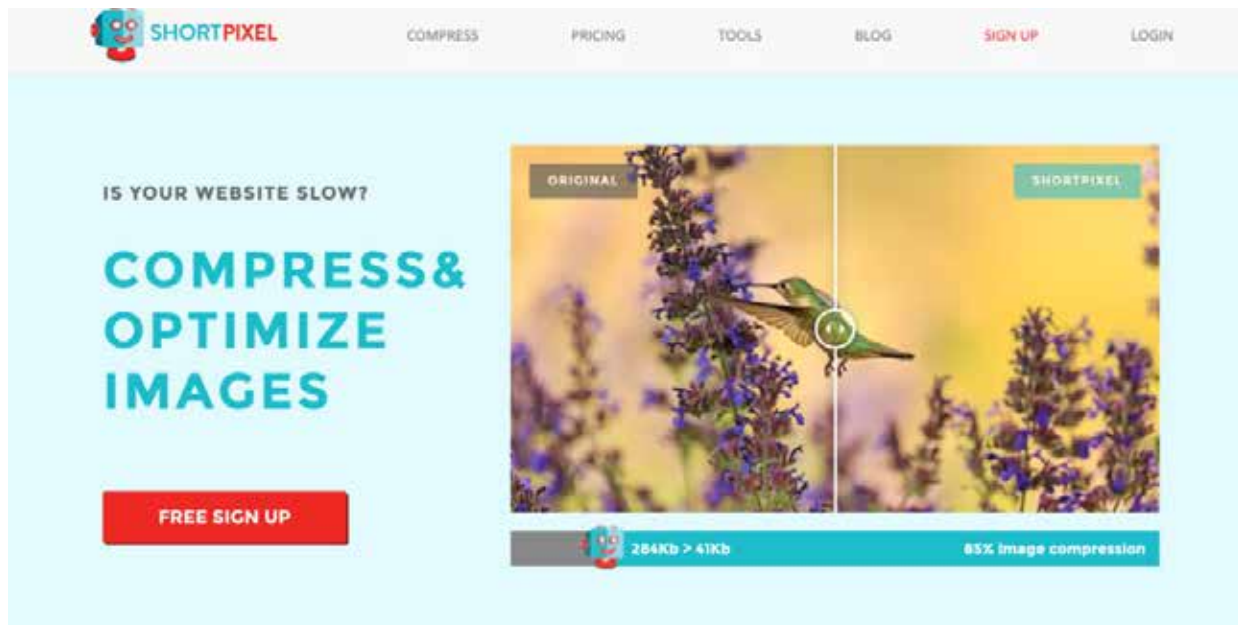 SHORTPIXEL
COMPRESS PRICING TOOLS BLOG SIGN UP LOGIN
IS YOUR WEBSITE SLOW?
COMPRESS&
OPTIMIZE
IMAGES
FREE SIGN UP
ORIGINAL SHORTPIXEL
284Kb > 41Kb 85% Image compression